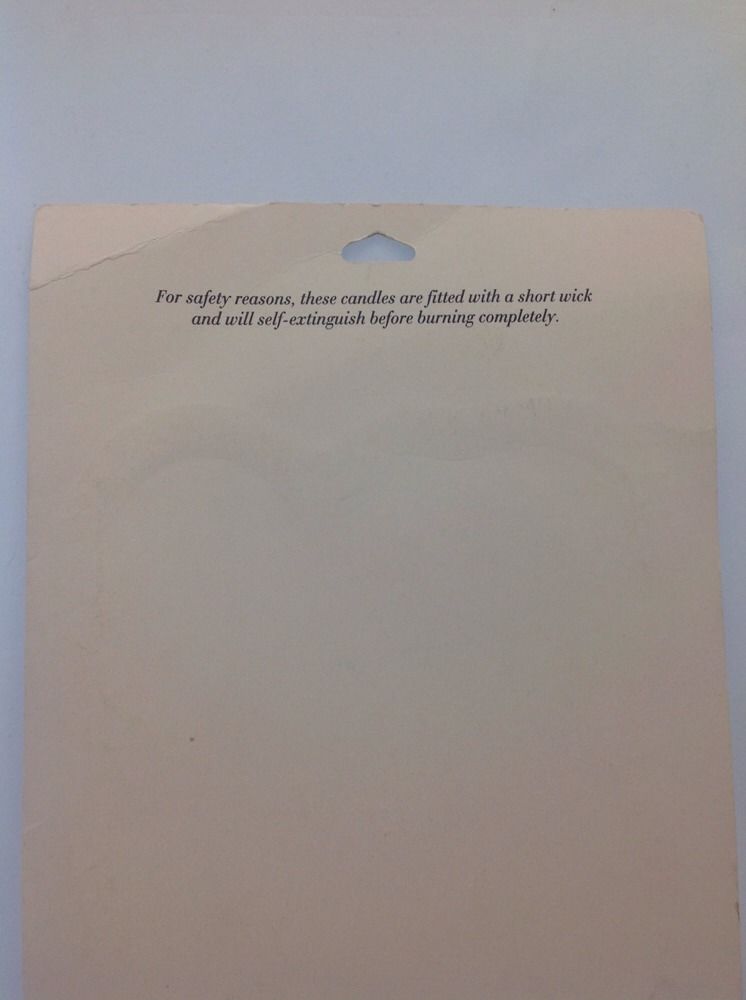 For safety reasons, these candles are fitted with a short wick
and will self-extinguish before burning completely.